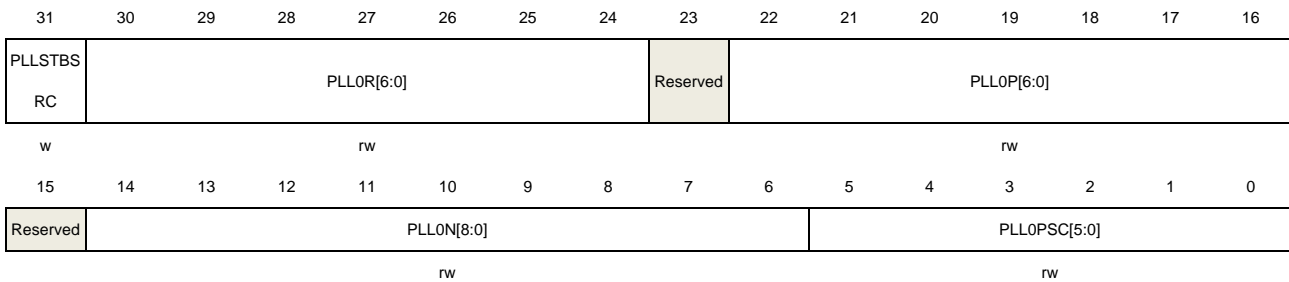 31 30 29 28 27 26 25 24 23 22 21 20 19 18 17 16
PLLSTBS
RC
PLL0R[6:0]
Reserved
PLL0P[6:0]
w rw rw
15 14 13 12 11 10 9 8 7 6 5 4 3 2 1 0
Reserved PLL0N[8:0] PLL0PSC[5:0]
rw rw